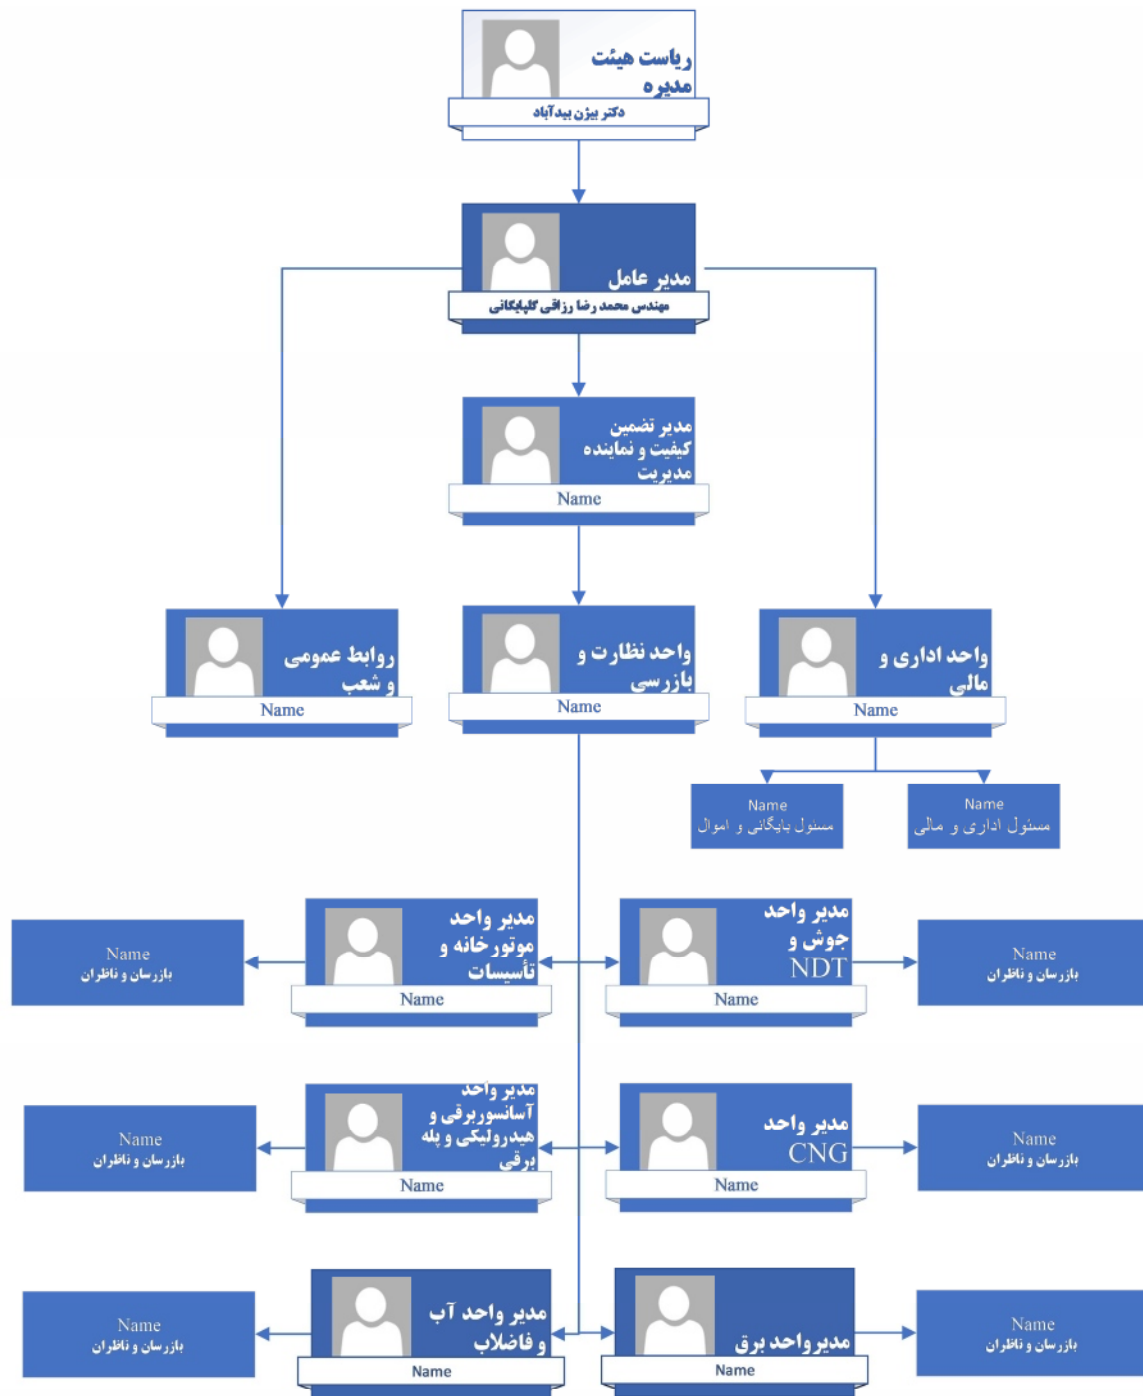 ریاست هیئت
مدیره
دکتر بیژن بیدآباد
مدیر عامل
مهندس محمد رضا رزاقی گلپایگانی
مدیر تضمین
کیفیت و نماینده
مدیریت
Name
واحد اداری و
مالی
Name
واحد نظارت و
بازرسی
Name
روابط عمومی
و شعب
Name
Name
مسئول اداری و مالی
Name
مسئول بایگانی و اموال
Name
بازرسان و ناظران
مدیر واحد
جوش و
NDT
Name
مدیر واحد
موتورخانه و
تأسیسات
Name
Name
بازرسان و ناظران
Name
بازرسان و ناظران
مدیر واحد
CNG
Name
مدیر واحد
آسانسوربرقی و
هیدرولیکی و پله
برقی
Name
Name
بازرسان و ناظران
Name
بازرسان و ناظران
مدیرواحد برق
Name
مدیر واحد آب
و فاضلاب
Name
Name
بازرسان و ناظران